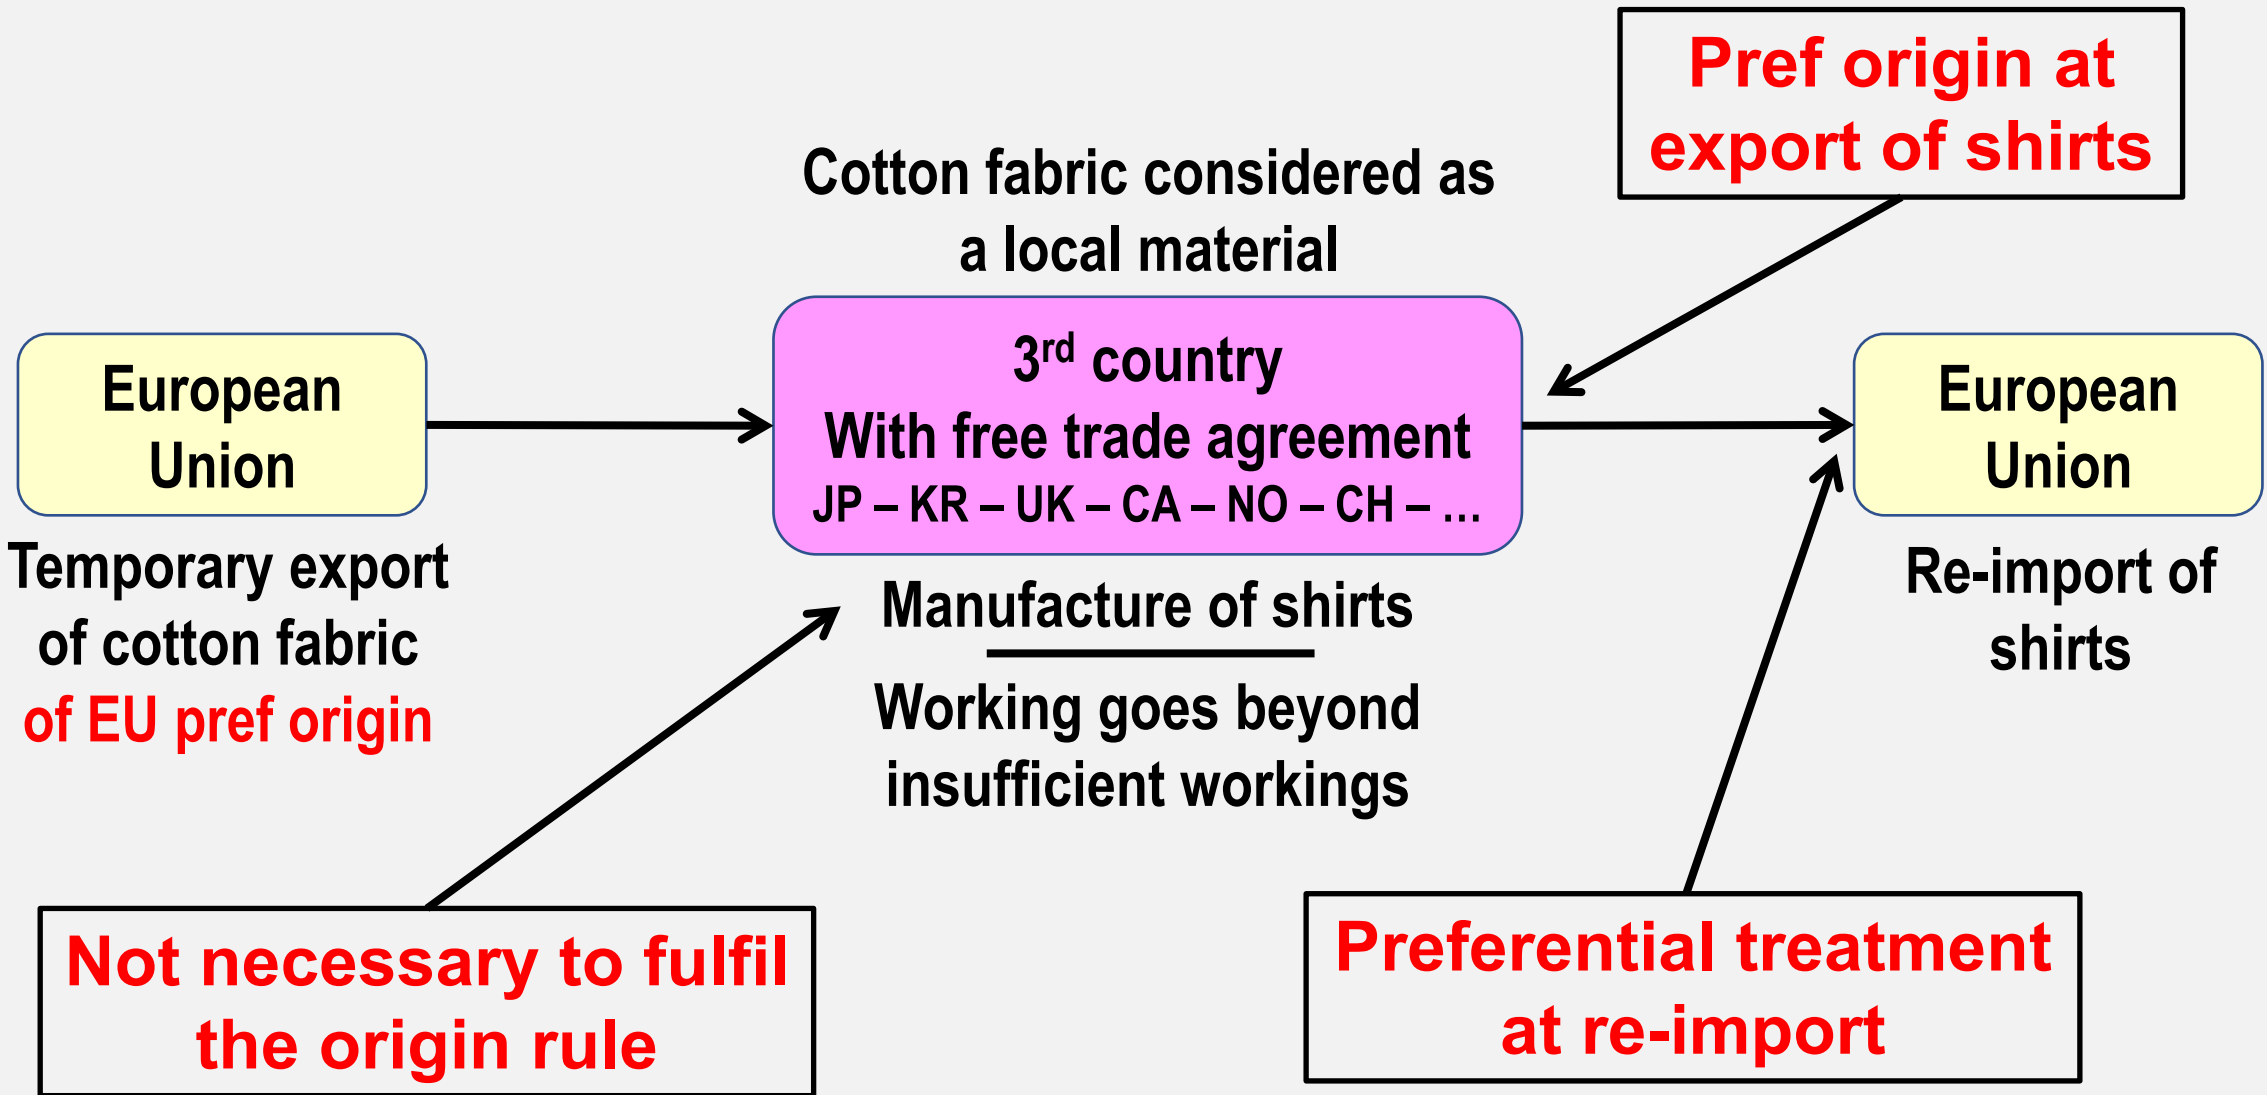 Pref origin at
export of shirts
Cotton fabric considered as
a local material
European
Union
3rd country
With free trade agreement
JP – KR – UK – CA – NO – CH – ...
European
Union
Temporary export
of cotton fabric
of EU pref origin
Manufacture of shirts
Working goes beyond
insufficient workings
Re-import of
shirts
Not necessary to fulfil
the origin rule
Preferential treatment
at re-import